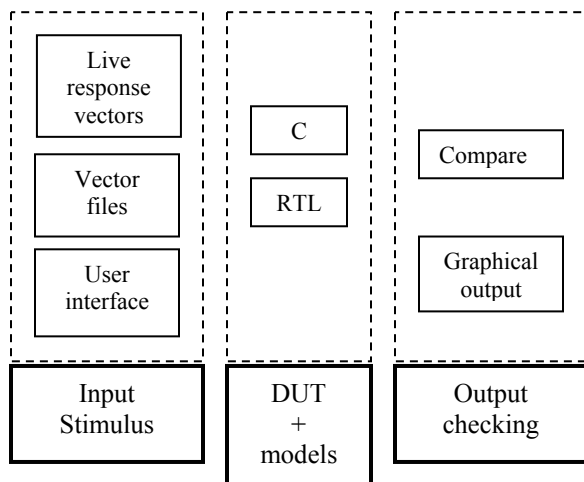 Live
response
vectors
Vector
files
User
interface
Input
Stimulus
C
RTL
DUT
+
models
Compare
Graphical
output
Output
checking